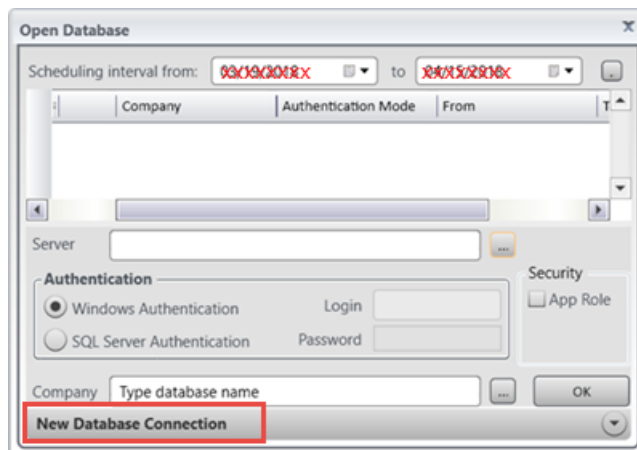 Open Database
Scheduling interval from: to
Company Authentication Mode From T
Server ...
Authentication Security
Windows Authentication Login App Role
SQL Server Authentication Password
Company Type database name ... OK
New Database Connection